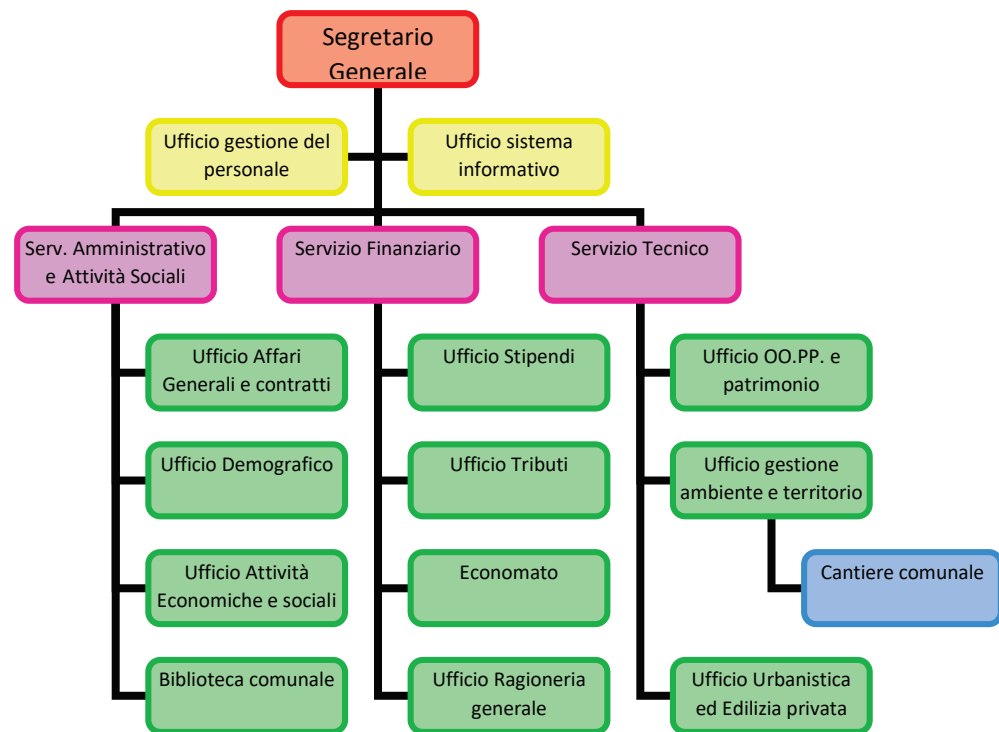 Segretario
Generale
Ufficio gestione del
personale
Ufficio sistema
informativo
Serv. Amministrativo
e Attività Sociali
Servizio Finanziario
Servizio Tecnico
Ufficio Affari
Generali e contratti
Ufficio Stipendi
Ufficio OO.PP. e
patrimonio
Ufficio Demografico
Ufficio Tributi
Ufficio gestione
ambiente e territorio
Ufficio Attività
Economiche e sociali
Economato
Cantiere comunale
Biblioteca comunale
Ufficio Ragioneria
generale
Ufficio Urbanistica
ed Edilizia privata